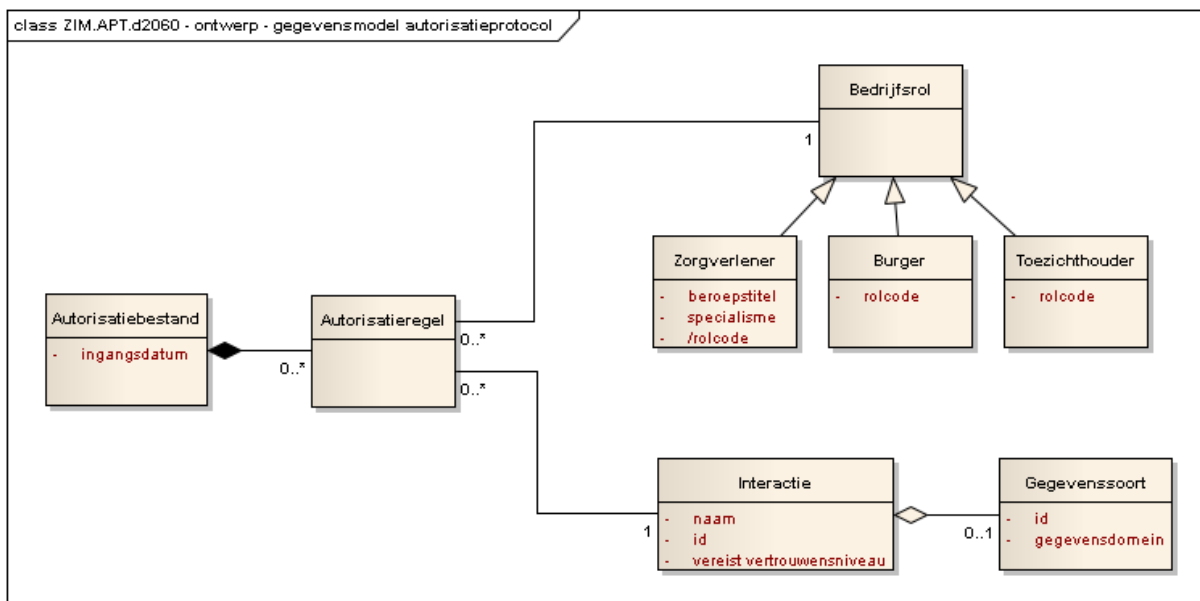 class ZIM.APT.d2060 - ontwerp - gegevensmodel autorisatieprotocol
Bedrijfsrol
1
Zorgverlener
- beroepstitel
- specialisme
- /rolcode
Burger
- rolcode
Toezichthouder
- rolcode
Autorisatiebestand
- ingangsdatum
0..*
Autorisatieregel
0..*
0..*
Interactie
- naam
- id
- vereist vertrouwensniveau
1
0..1
Gegevenssoort
- id
- gegevensdomein